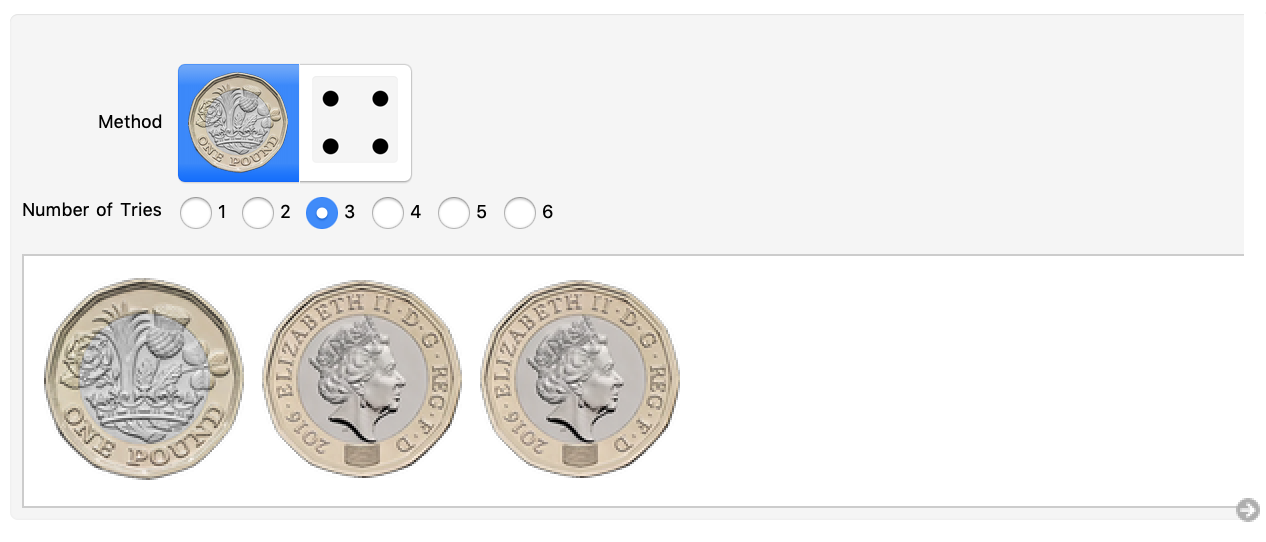 ONE POUND
Method
Number of Tries 1 2 3 4 5 6
ONE POUND
2016 · ELIZABETH II · D · G · REG · F · D ·
2016 · ELIZABETH II · D · G · REG · F · D ·